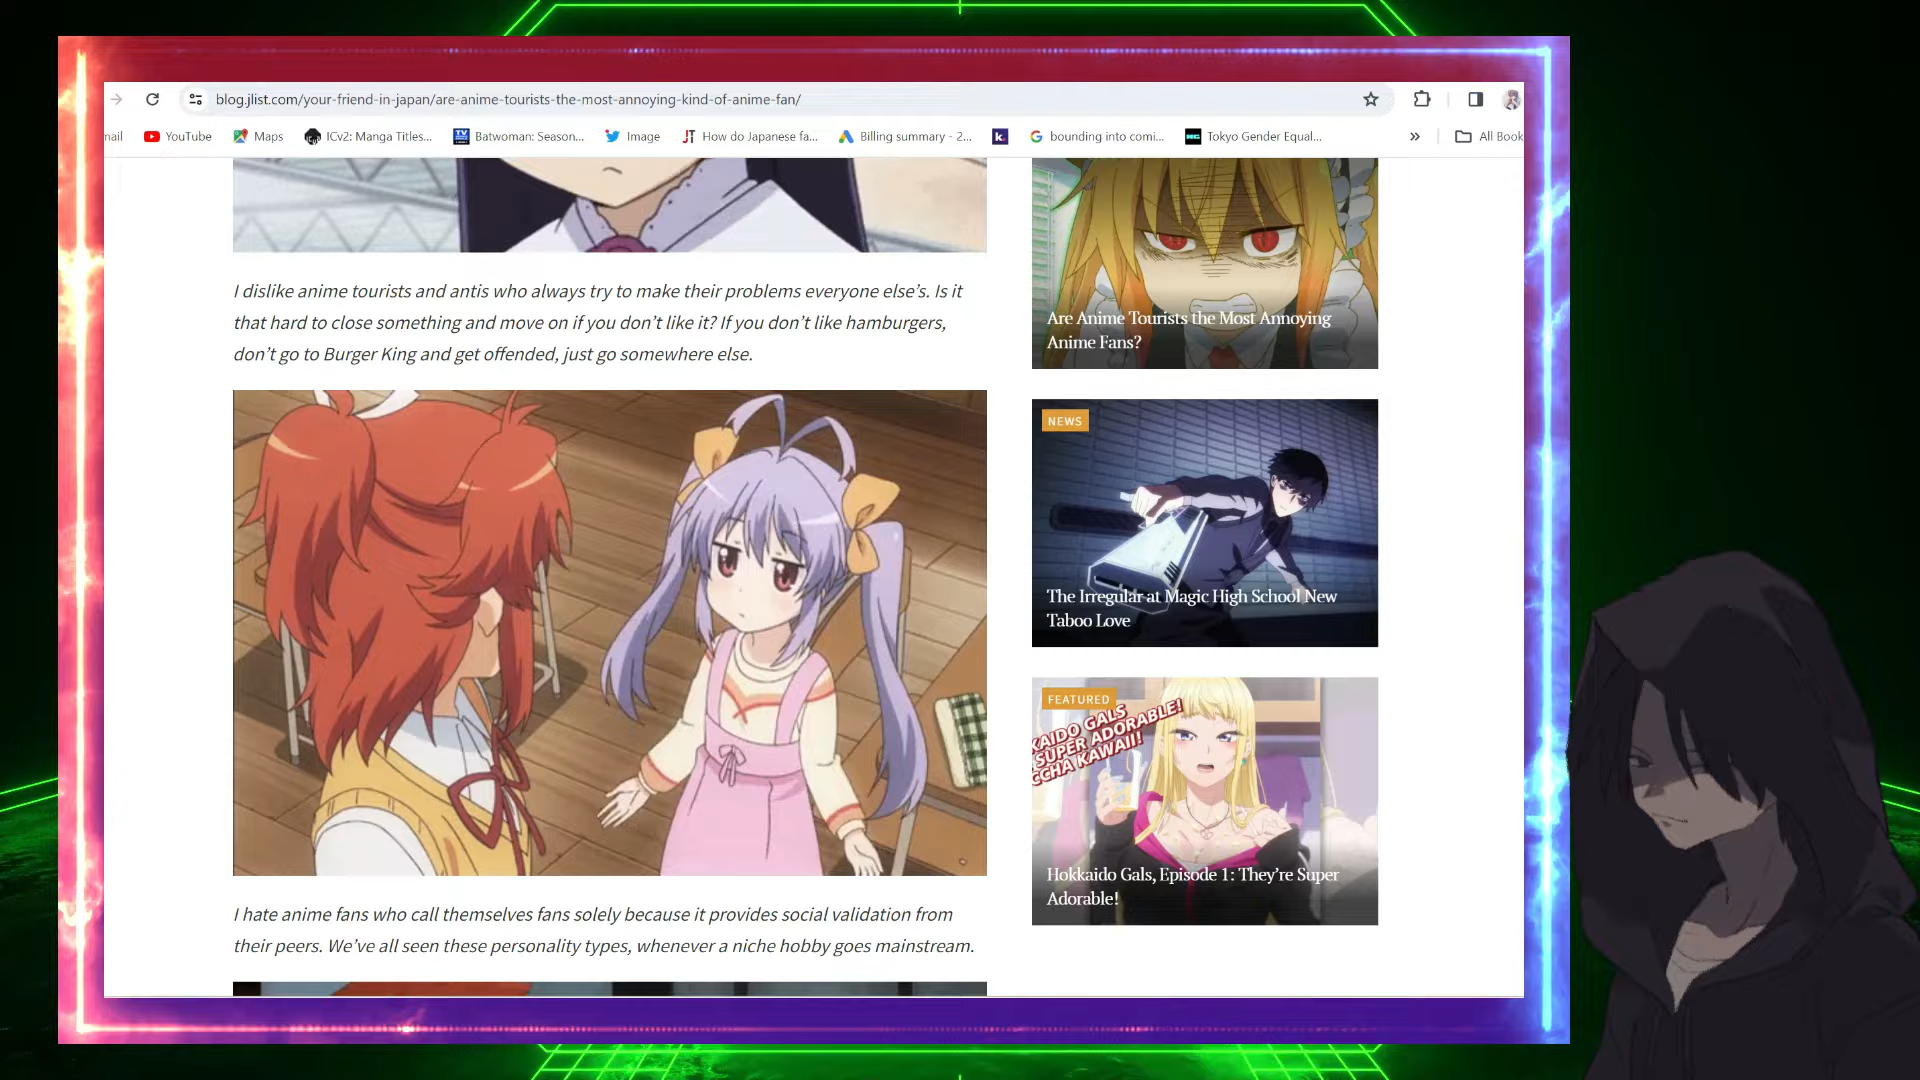 blog.jlist.com/your-friend-in-japan/are-anime-tourists-the-most-annoying-kind-of-anime-fan/
YouTube
Maps
ICv2: Manga Titles...
Batwoman: Season...
Image
How do Japanese fa...
Billing summary - 2...
bounding into comi...
Tokyo Gender Equal...
All Book
I dislike anime tourists and antis who always try to make their problems everyone else's. Is it
that hard to close something and move on if you don't like it? If you don't like hamburgers,
don't go to Burger King and get offended, just go somewhere else.
I hate anime fans who call themselves fans solely because it provides social validation from
their peers. We've all seen these personality types, whenever a niche hobby goes mainstream.
Are Anime Tourists the Most Annoying
Anime Fans?
NEWS
The Irregular at Magic High School New
Taboo Love
FEATURED
KAIDO GALS
SUPER ADORABLE!
CCHA KAWAII!
Hokkaido Gals, Episode 1: They're Super
Adorable!